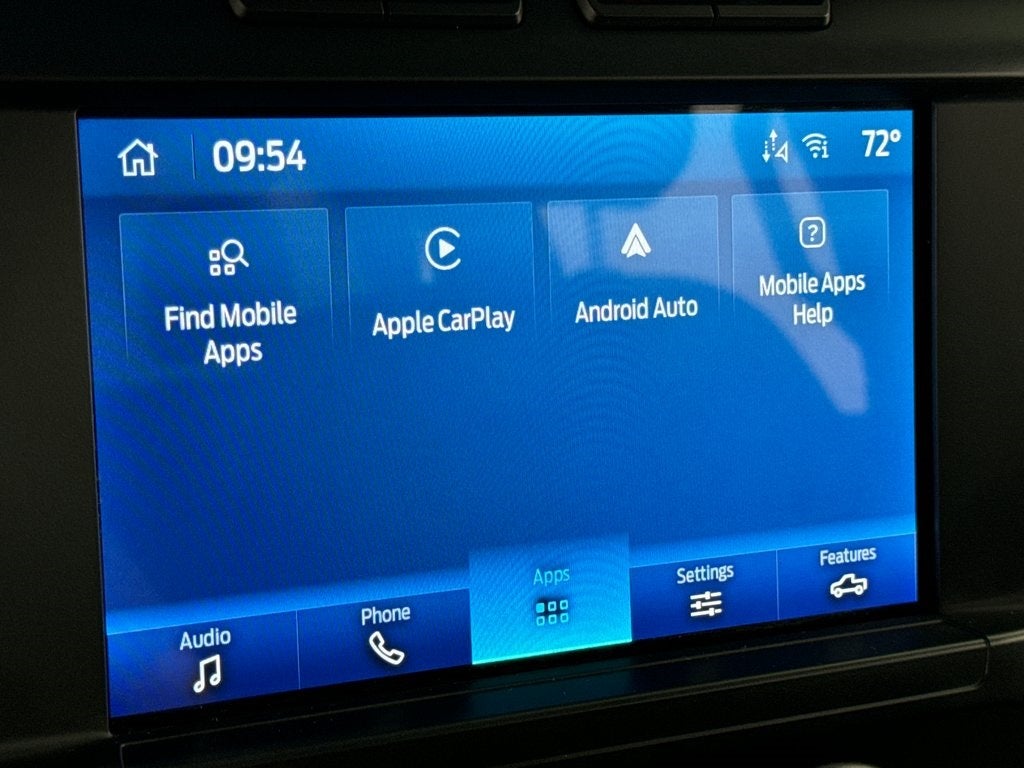 09:54
72°
Find Mobile
Apps
Apple CarPlay
Android Auto
Mobile Apps
Help
Audio
Phone
Apps
Settings
Features